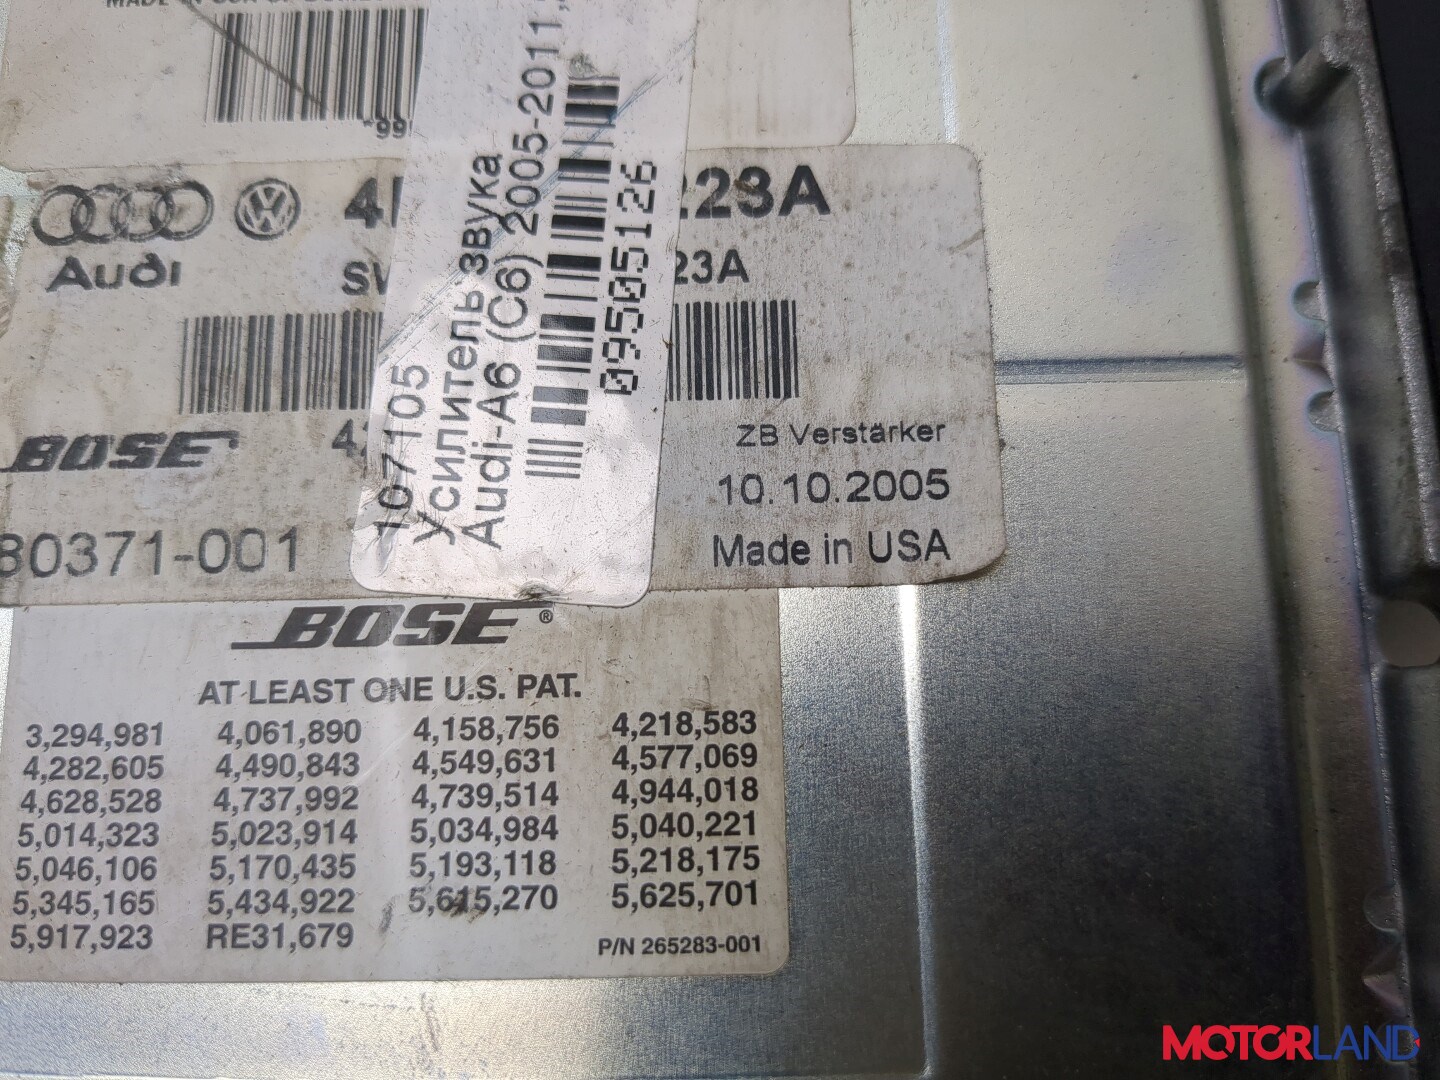 *99
Audi
223A
23A
BOSE
ZB Verstärker
10.10.2005
80371-001
Made in USA
107105
Усилитель звука
Audi-A6 (C6) 2005-2011
095051126
BOSE®
AT LEAST ONE U.S. PAT.
3,294,981 4,061,890 4,158,756 4,218,583
4,282,605 4,490,843 4,549,631 4,577,069
4,628,528 4,737,992 4,739,514 4,944,018
5,014,323 5,023,914 5,034,984 5,040,221
5,046,106 5,170,435 5,193,118 5,218,175
5,345,165 5,434,922 5,615,270 5,625,701
5,917,923 RE31,679
P/N 265283-001
MOTORLAND